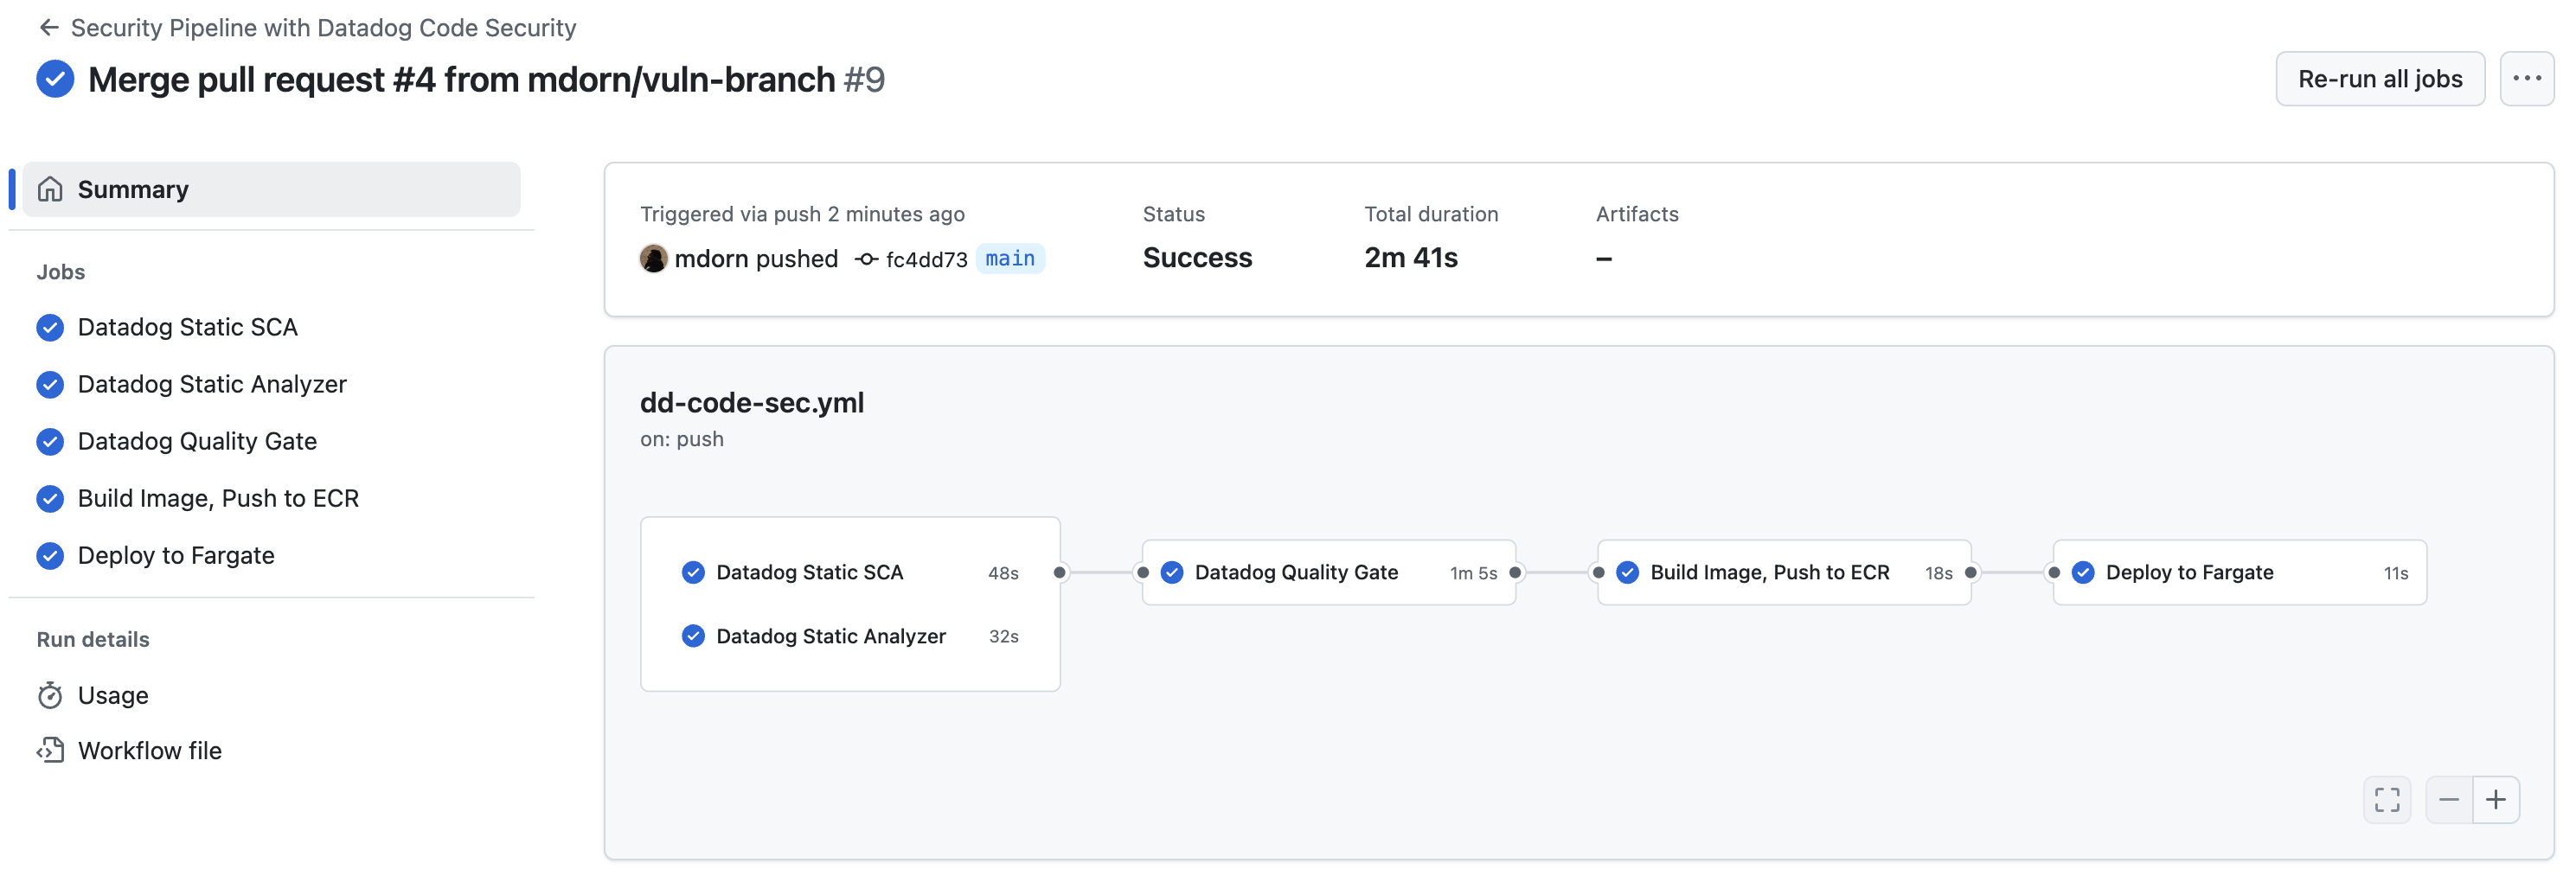 Security Pipeline with Datadog Code Security
Merge pull request #4 from mdorn/vuln-branch #9
Re-run all jobs
Summary
Jobs
Datadog Static SCA
Datadog Static Analyzer
Datadog Quality Gate
Build Image, Push to ECR
Deploy to Fargate
Run details
Usage
Workflow file
Triggered via push 2 minutes ago
mdorn pushed fc4dd73 main
Status
Success
Total duration
2m 41s
Artifacts
–
dd-code-sec.yml
on: push
Datadog Static SCA 48s
Datadog Static Analyzer 32s
Datadog Quality Gate 1m 5s
Build Image, Push to ECR 18s
Deploy to Fargate 11s